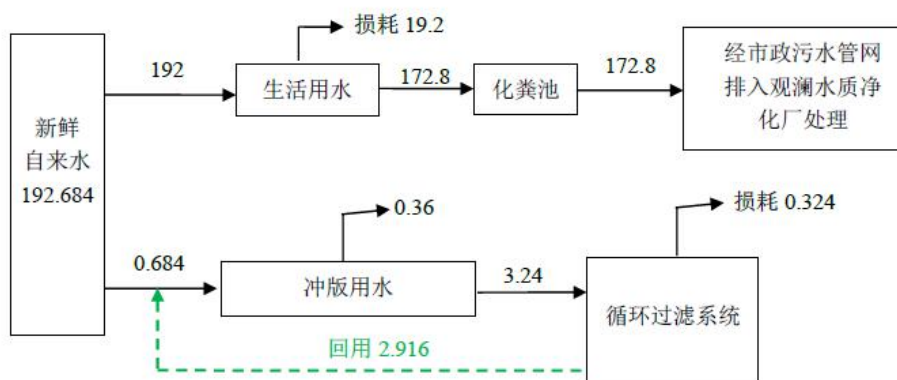 损耗 19.2
192
生活用水
172.8
化粪池
172.8
经市政污水管网
排入观澜水质净
化厂处理
新鲜
自来水
192.684
0.36
损耗 0.324
0.684
冲版用水
3.24
循环过滤系统
回用 2.916